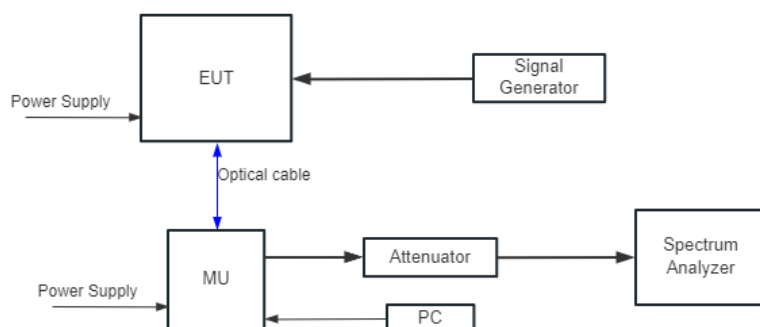 EUT
Signal
Generator
Power Supply
Optical cable
MU
Attenuator
Spectrum
Analyzer
Power Supply
PC